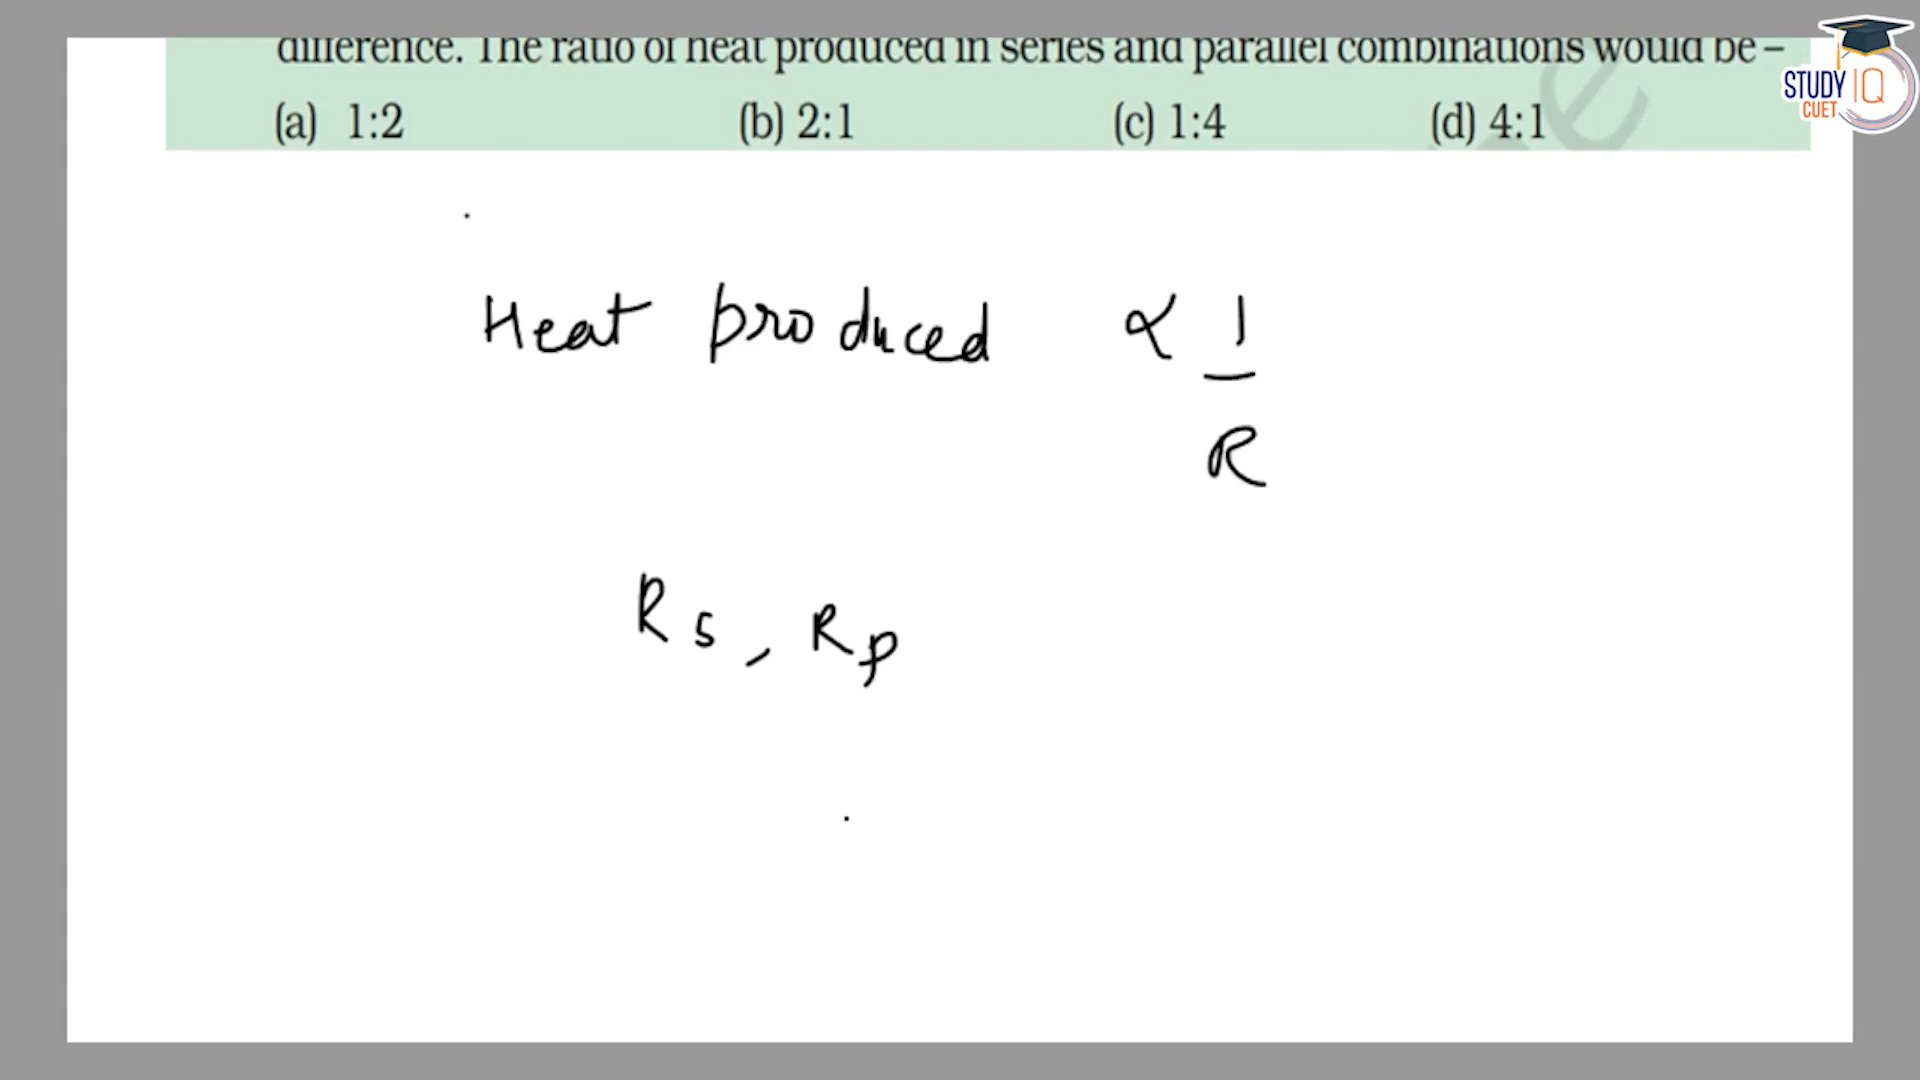 difference. The ratio of heat produced in series and parallel combinations would be –
(a) 1:2 (b) 2:1 (c) 1:4 (d) 4:1
STUDY IQ
CUET
Heat produced ∝ 1
R
Rs, Rp